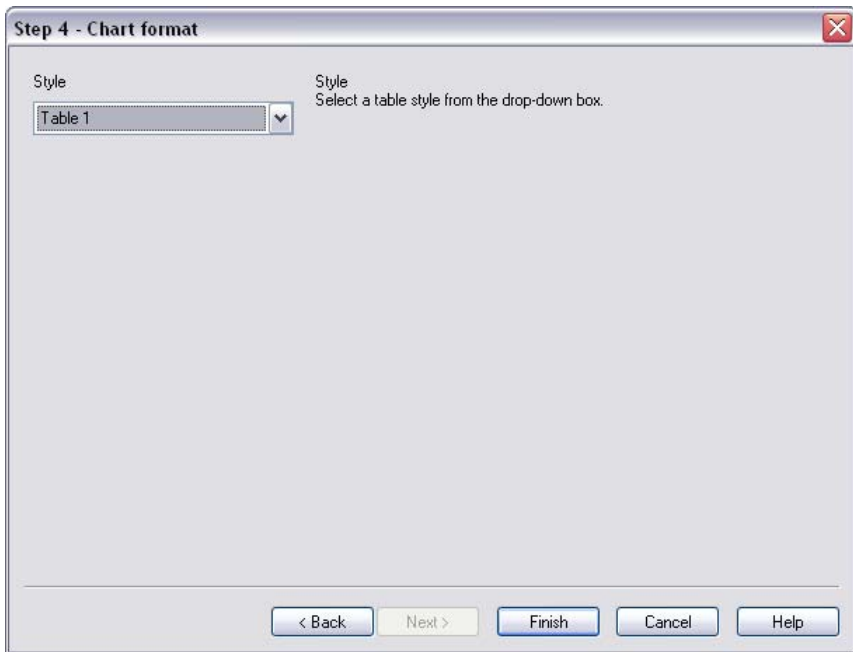 Step 4 - Chart format
Style
Table 1
Style
Select a table style from the drop-down box.
< Back
Next >
Finish
Cancel
Help